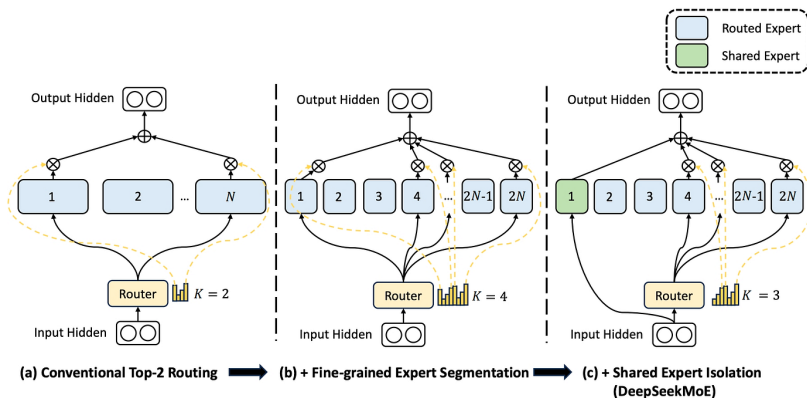 Routed Expert
Shared Expert
Output Hidden
1
2
...
N
Router
K = 2
Input Hidden
(a) Conventional Top-2 Routing
Output Hidden
1
2
3
4
...
2N-1
2N
Router
K = 4
Input Hidden
(b) + Fine-grained Expert Segmentation
Output Hidden
1
2
3
4
...
2N-1
2N
Router
K = 3
Input Hidden
(c) + Shared Expert Isolation
(DeepSeekMoE)